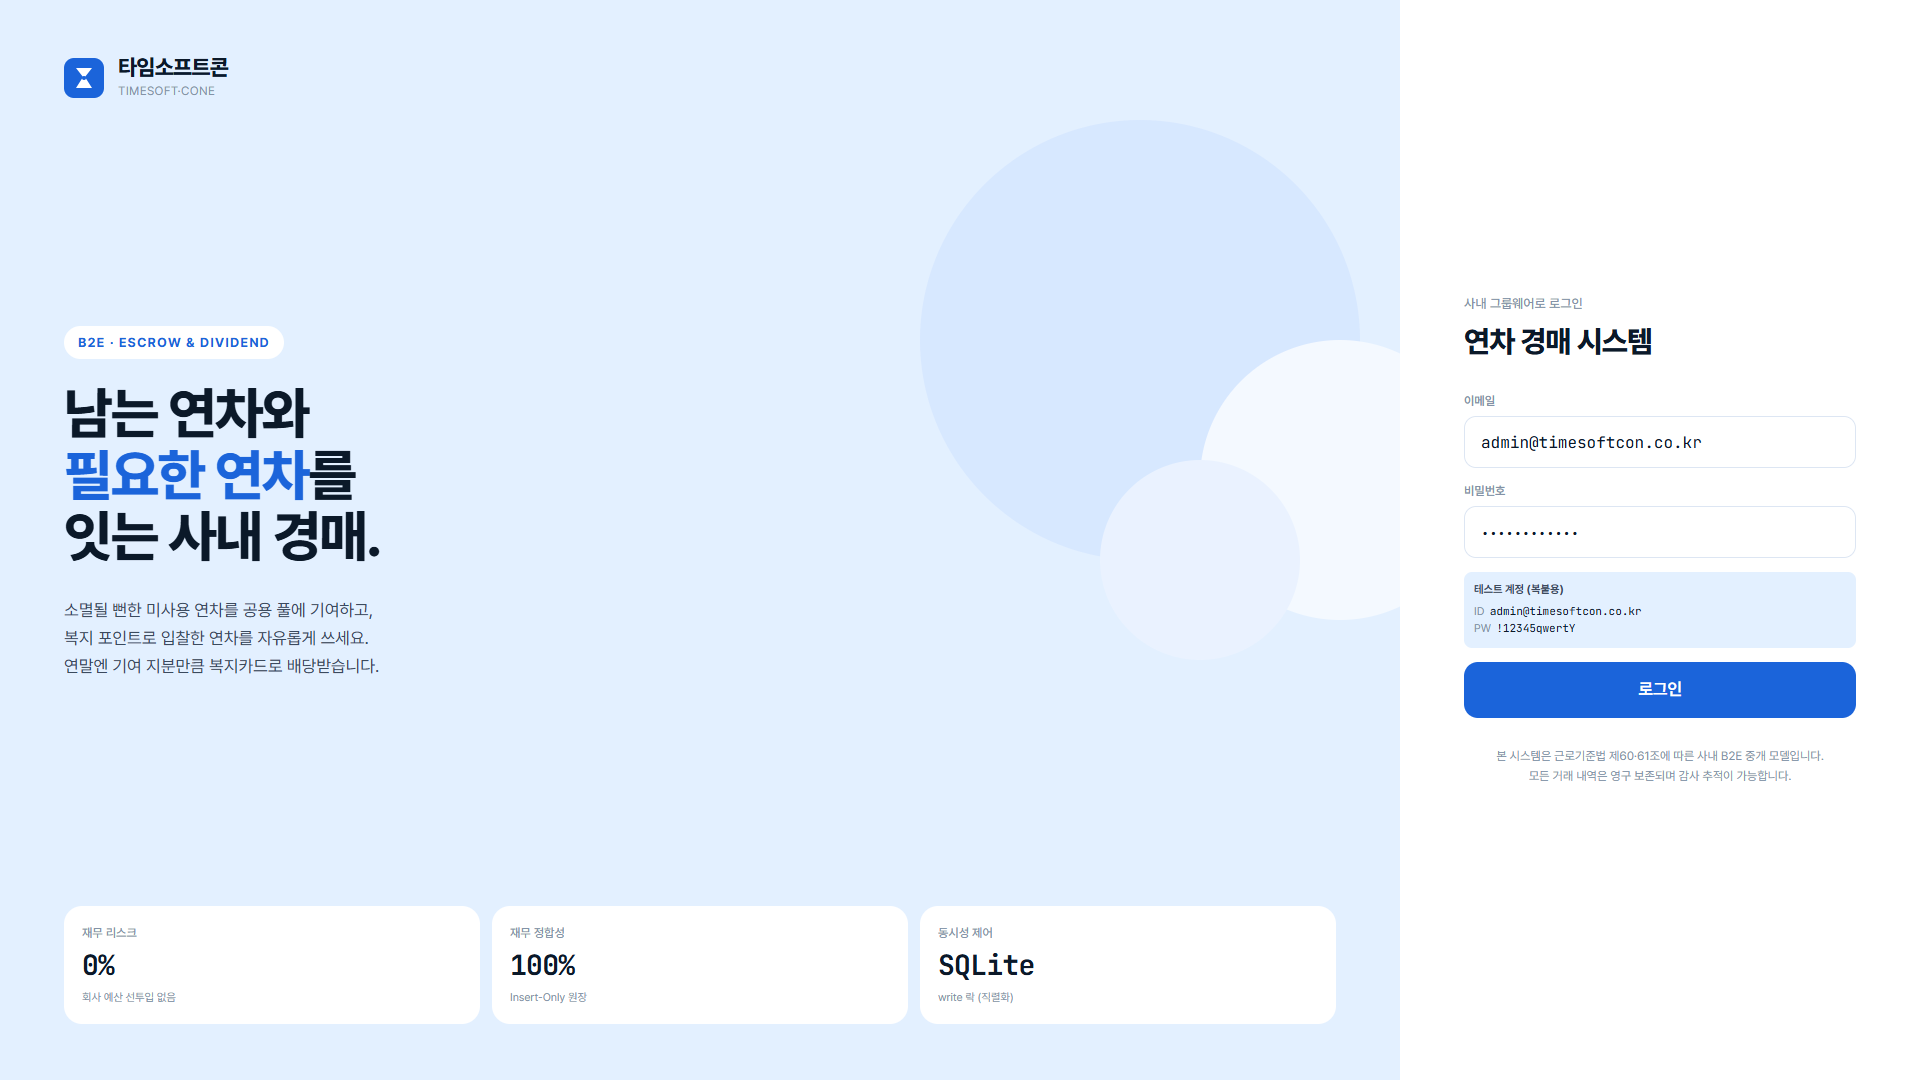 타임소프트콘
TIMESOFT·CONE
B2E · ESCROW & DIVIDEND
남는 연차와
필요한 연차를
잇는 사내 경매.
소멸될 뻔한 미사용 연차를 공용 풀에 기여하고,
복지 포인트로 입찰한 연차를 자유롭게 쓰세요.
연말엔 기여 지분만큼 복지카드로 배당받습니다.
재무 리스크
0%
회사 예산 선투입 없음
재무 정합성
100%
Insert-Only 원장
동시성 제어
SQLite
write 락 (직렬화)
사내 그룹웨어로 로그인
연차 경매 시스템
이메일
admin@timesoftcon.co.kr
비밀번호
••••••••••••
테스트 계정 (복붙용)
ID admin@timesoftcon.co.kr
PW !12345qwertY
로그인
본 시스템은 근로기준법 제60·61조에 따른 사내 B2E 중개 모델입니다.
모든 거래 내역은 영구 보존되며 감사 추적이 가능합니다.